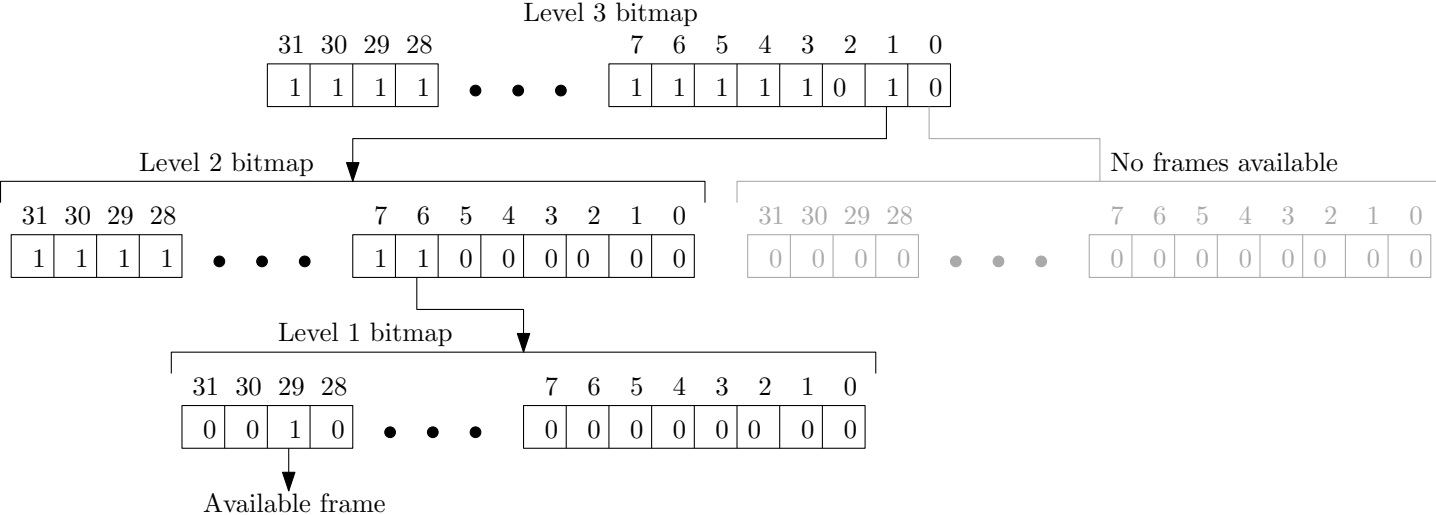 Level 3 bitmap
31 30 29 28 7 6 5 4 3 2 1 0
1 1 1 1 1 1 1 1 1 0 1 0
Level 2 bitmap No frames available
31 30 29 28 7 6 5 4 3 2 1 0 31 30 29 28 7 6 5 4 3 2 1 0
1 1 1 1 1 1 0 0 0 0 0 0 0 0 0 0 0 0 0 0 0 0 0 0
Level 1 bitmap
31 30 29 28 7 6 5 4 3 2 1 0
0 0 1 0 0 0 0 0 0 0 0 0
Available frame